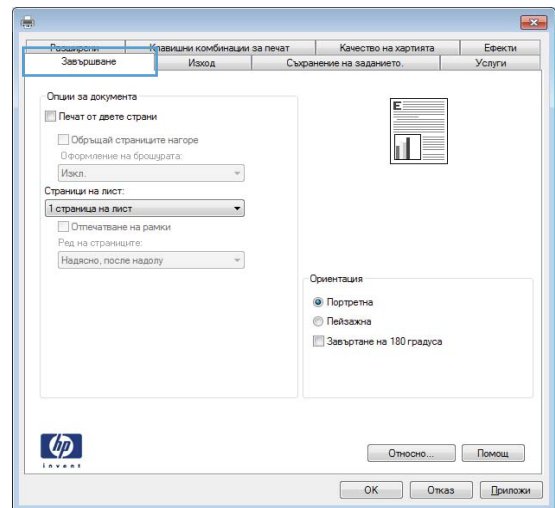 Разширени Клавишни комбинации за печат Качество на хартията Ефекти
Завършване Изход Съхранение на заданието. Услуги
Опции за документа
Печат от двете страни
Обръщай страниците нагоре
Оформление на брошурата:
Изкл.
Страници на лист:
1 страница на лист
Отпечатване на рамки
Ред на страниците:
Надясно, после надолу
E
Ориентация
Портретна
Пейзажна
Завъртане на 180 градуса
hp
invent
Относно...
Помощ
OK
Отказ
Приложи